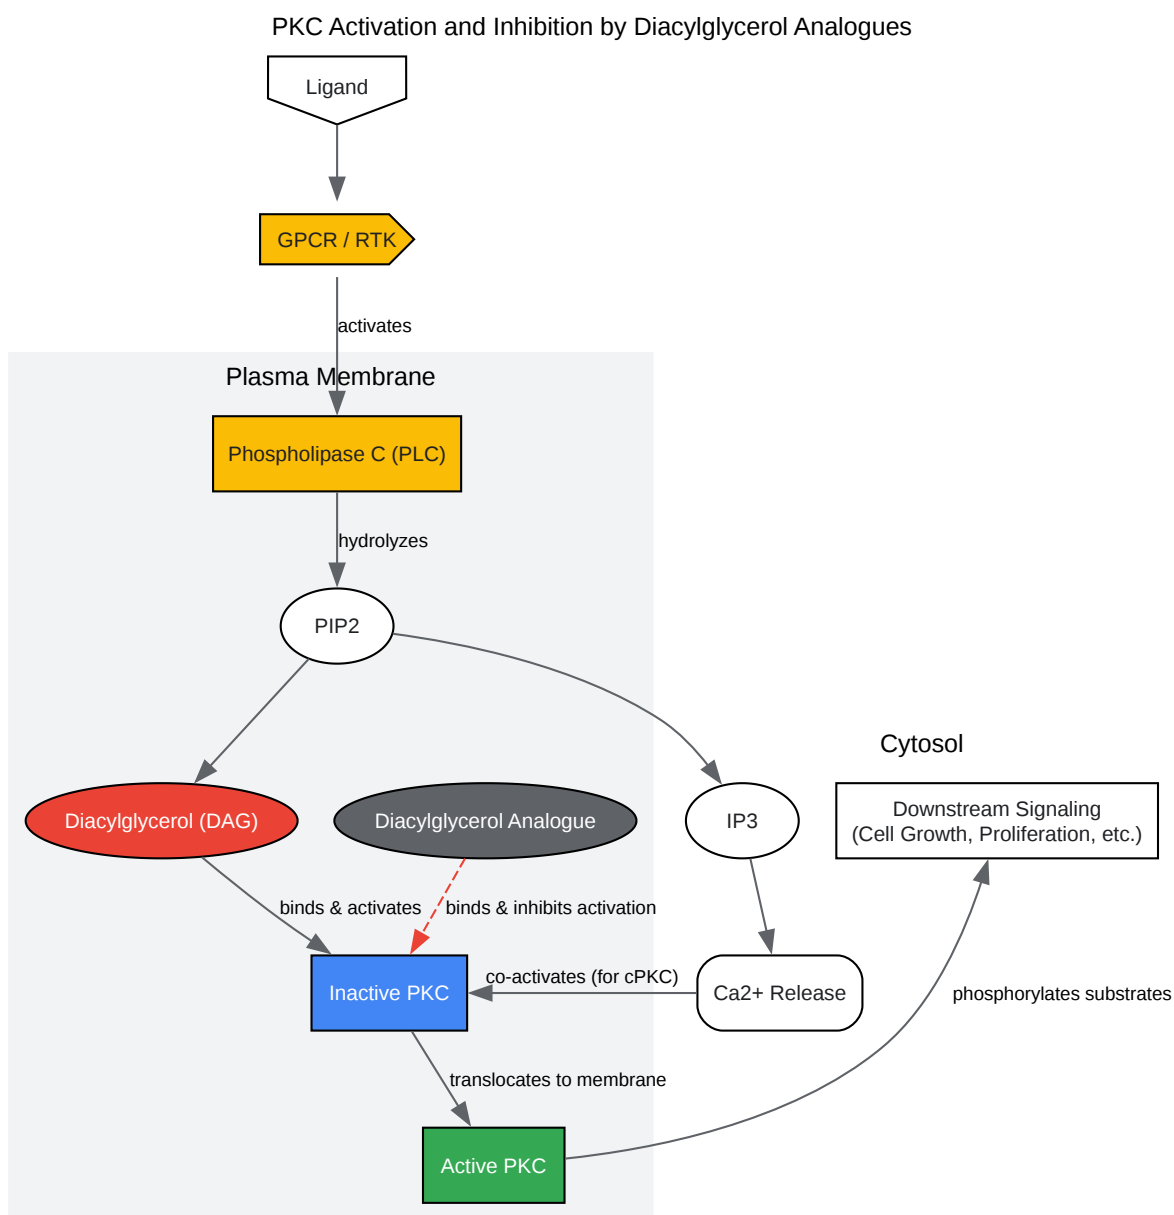 PKC Activation and Inhibition by Diacylglycerol Analogues
Ligand
GPCR / RTK
activates
Plasma Membrane
Phospholipase C (PLC)
hydrolyzes
PIP2
Cytosol
Diacylglycerol (DAG)
Diacylglycerol Analogue
IP3
Downstream Signaling
(Cell Growth, Proliferation, etc.)
binds & activates
binds & inhibits activation
co-activates (for cPKC)
Inactive PKC
Ca2+ Release
phosphorylates substrates
translocates to membrane
Active PKC